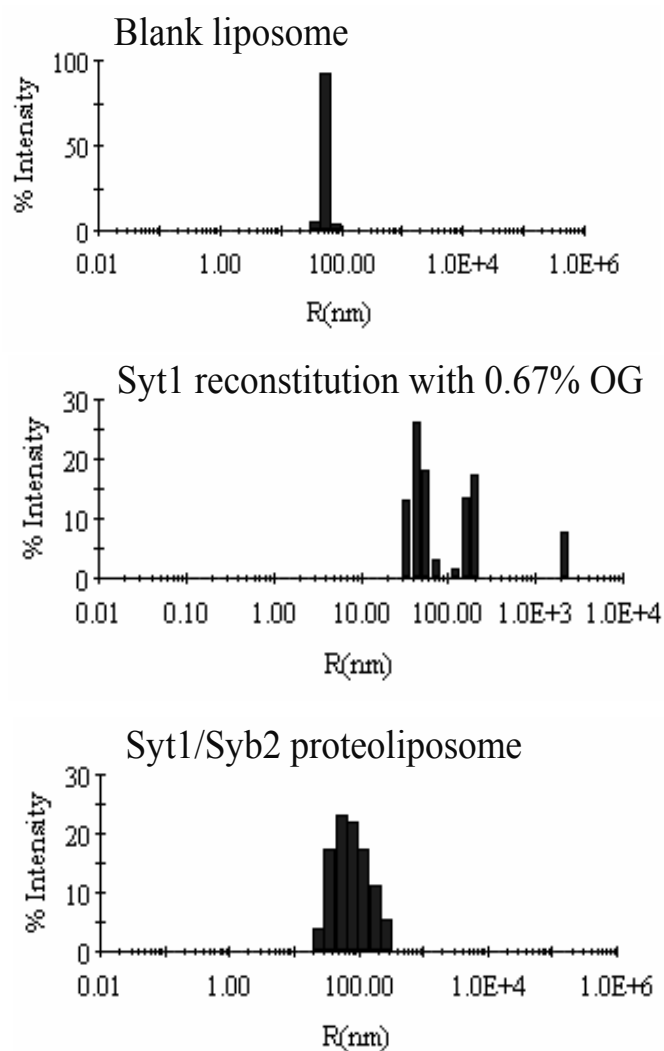 Blank liposome
100
50
0
% Intensity
0.01 1.00 100.00 1.0E+4 1.0E+6
R(nm)
Syt1 reconstitution with 0.67% OG
30
20
10
0
% Intensity
0.01 0.10 1.00 10.00 100.00 1.0E+3 1.0E+4
R(nm)
Syt1/Syb2 proteoliposome
30
20
10
0
% Intensity
0.01 1.00 100.00 1.0E+4 1.0E+6
R(nm)